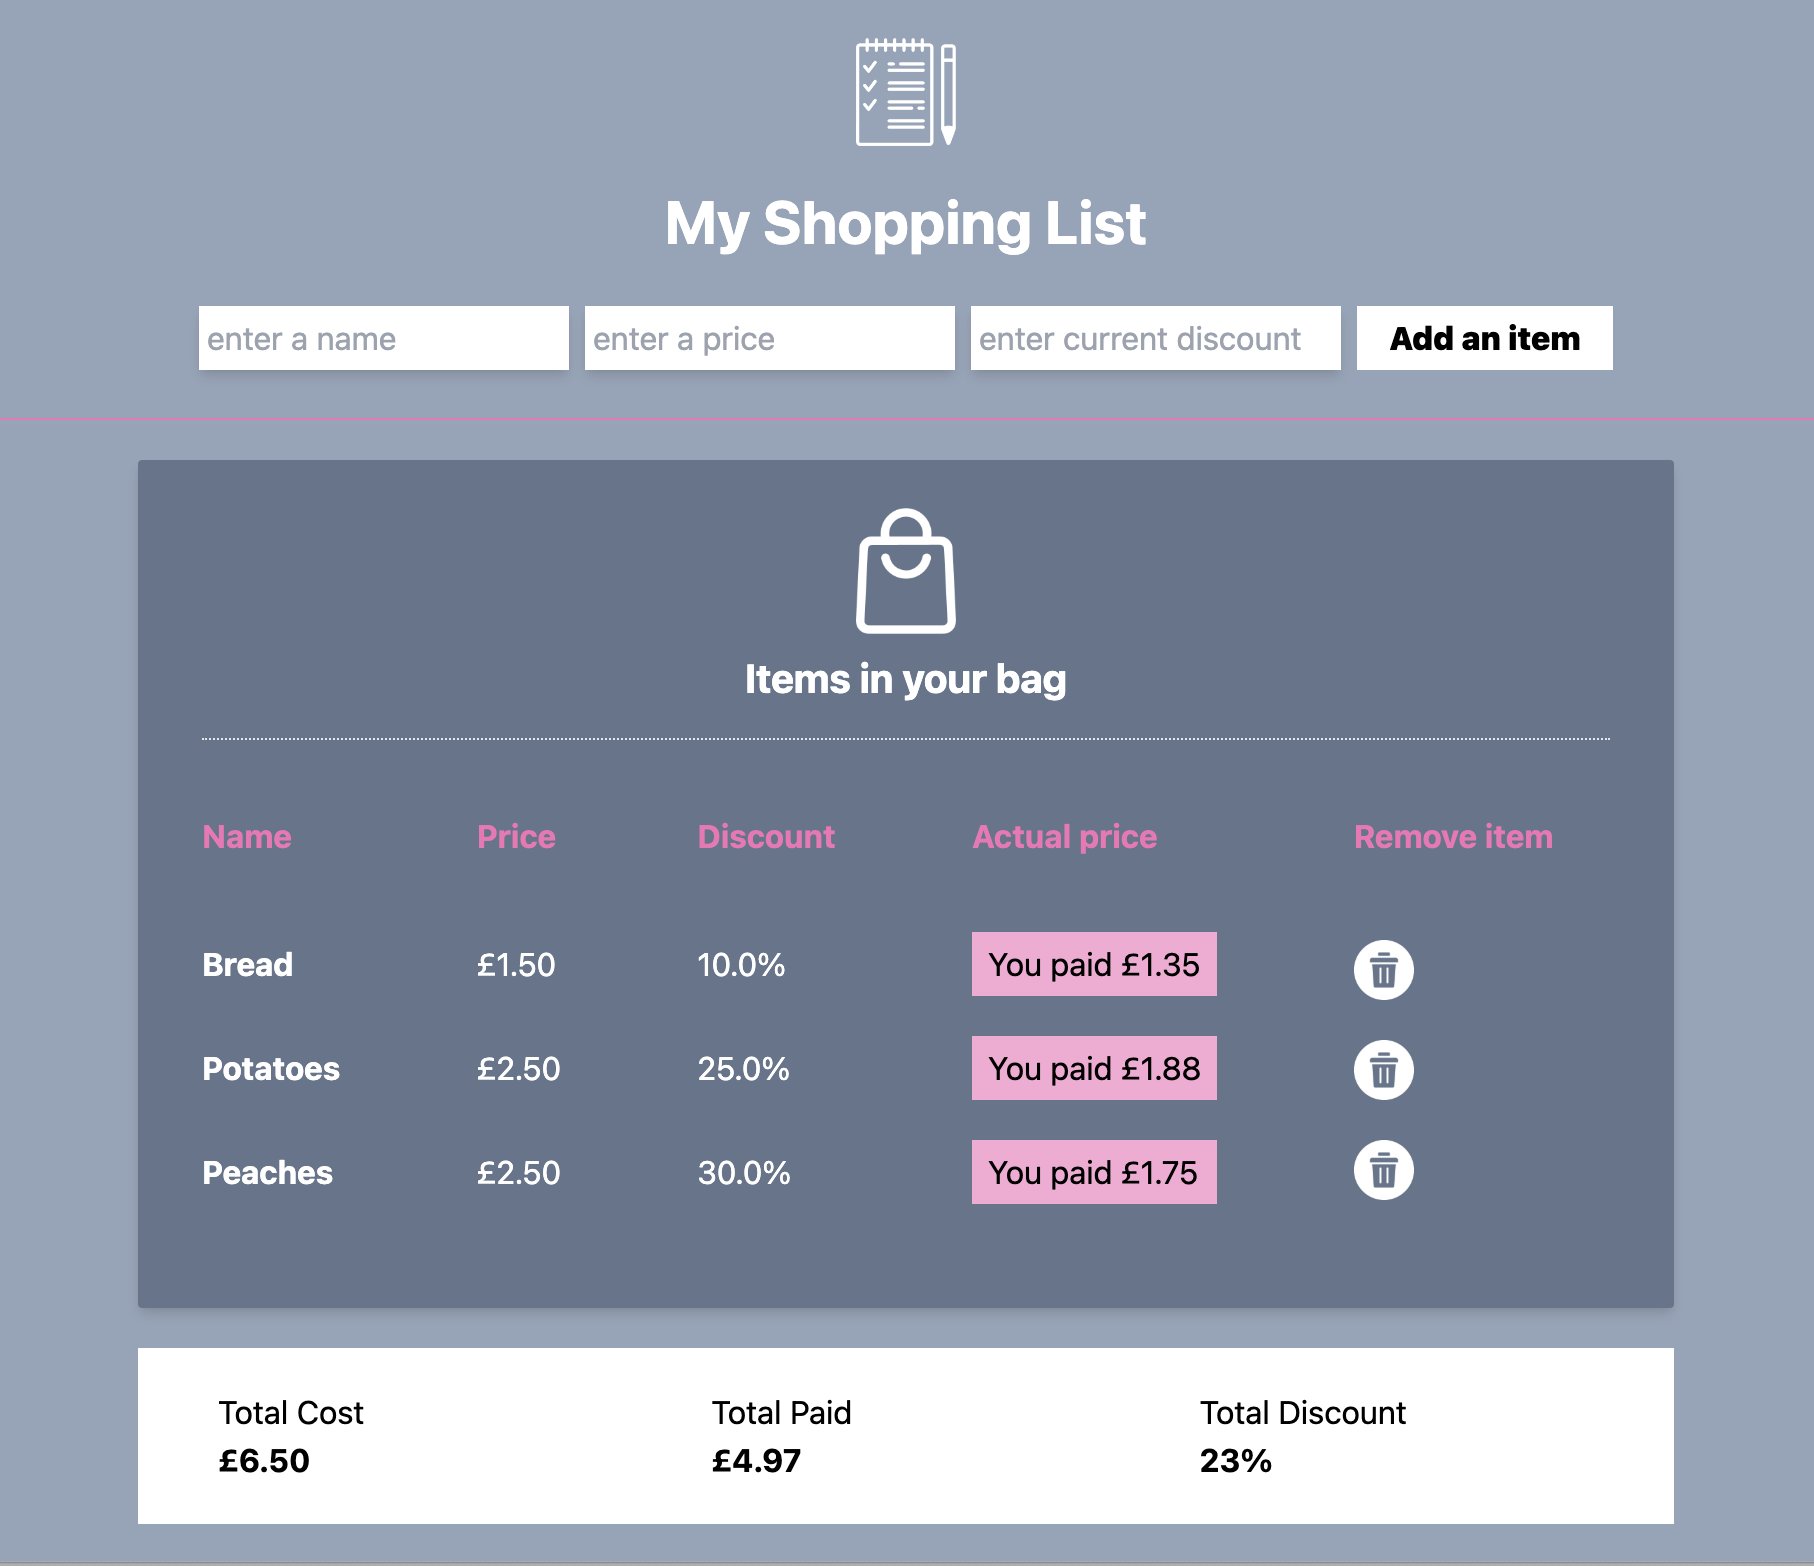 My Shopping List
enter a name enter a price enter current discount Add an item
Items in your bag
Name Price Discount Actual price Remove item
Bread £1.50 10.0% You paid £1.35
Potatoes £2.50 25.0% You paid £1.88
Peaches £2.50 30.0% You paid £1.75
Total Cost Total Paid Total Discount
£6.50 £4.97 23%